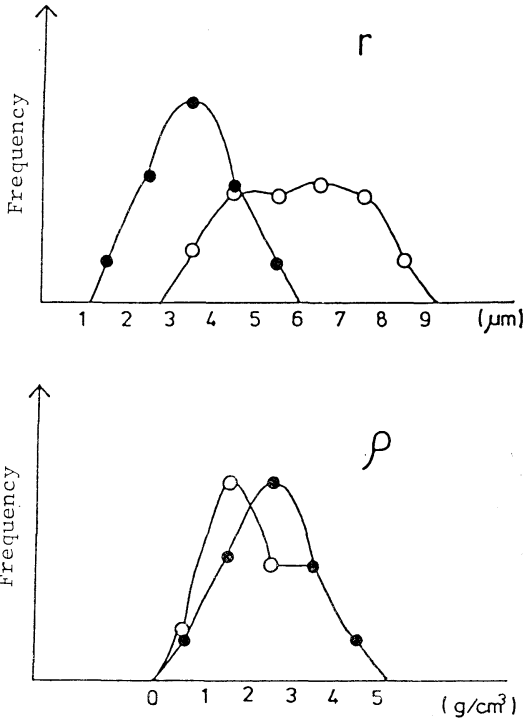 r
Frequency
1 2 3 4 5 6 7 8 9 (μm)
ρ
Frequency
0 1 2 3 4 5 (g/cm³)